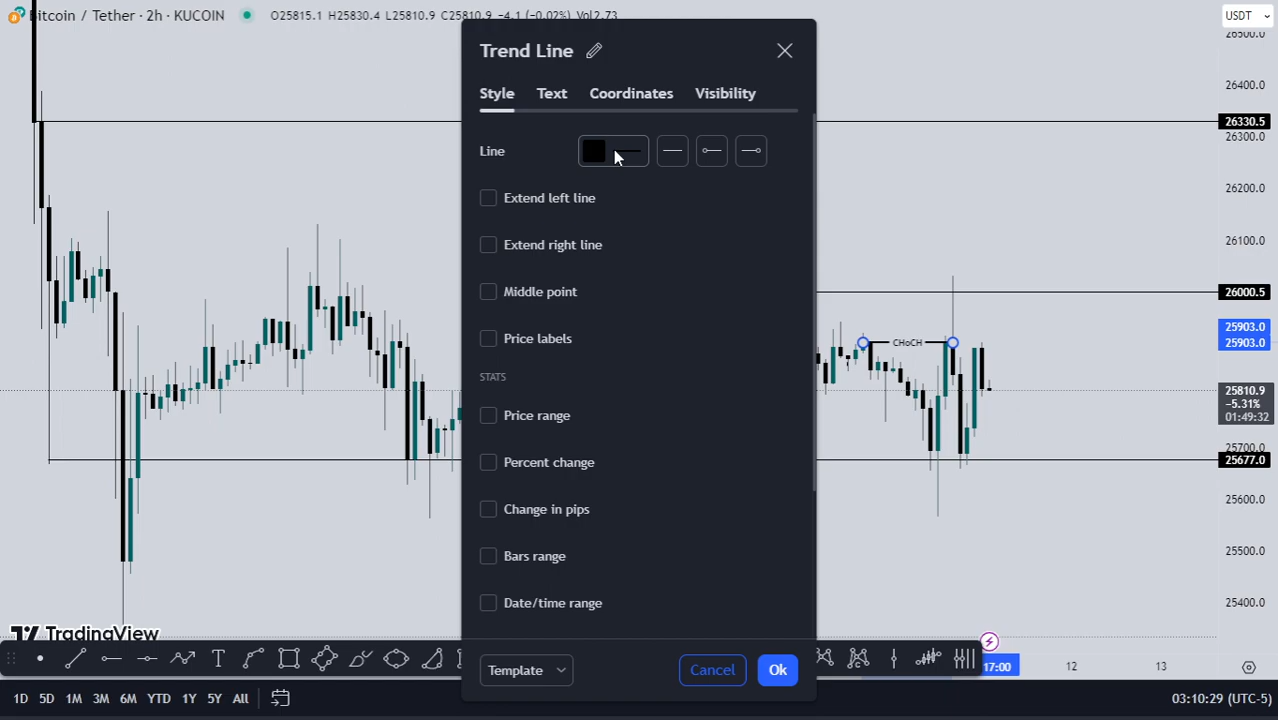 Bitcoin / Tether · 2h · KUCOIN
O25815.1 H25830.4 L25810.9 C25810.9 −4.1 (−0.02%) Vol2.73
USDT
Trend Line
Style Text Coordinates Visibility
Line
Extend left line
Extend right line
Middle point
Price labels
STATS
Price range
Percent change
Change in pips
Bars range
Date/time range
Template
Cancel
Ok
CHoCH
26500.0
26400.0
26330.5
26300.0
26200.0
26100.0
26000.5
25903.0
25903.0
25810.9
−5.31%
01:49:32
25700.0
25677.0
25600.0
25500.0
25400.0
TradingView
17:00
12
13
1D 5D 1M 3M 6M YTD 1Y 5Y All
03:10:29 (UTC-5)